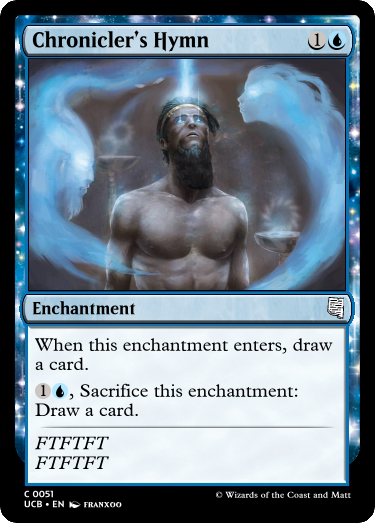 Chronicler's Hymn 1
Enchantment
When this enchantment enters, draw
a card.
1, Sacrifice this enchantment:
Draw a card.
FTFTFT
FTFTFT
C 0051
UCB • EN FRANXOO © Wizards of the Coast and Matt